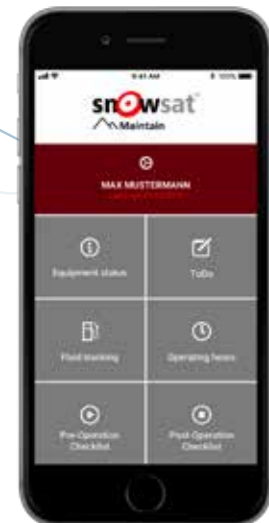 9:41 AM 100%
snowsat
Maintain
MAX MUSTERMANN
Equipment status
ToDo
Fluid tracking
Operating hours
Pre-Operation
Checklist
Post-Operation
Checklist